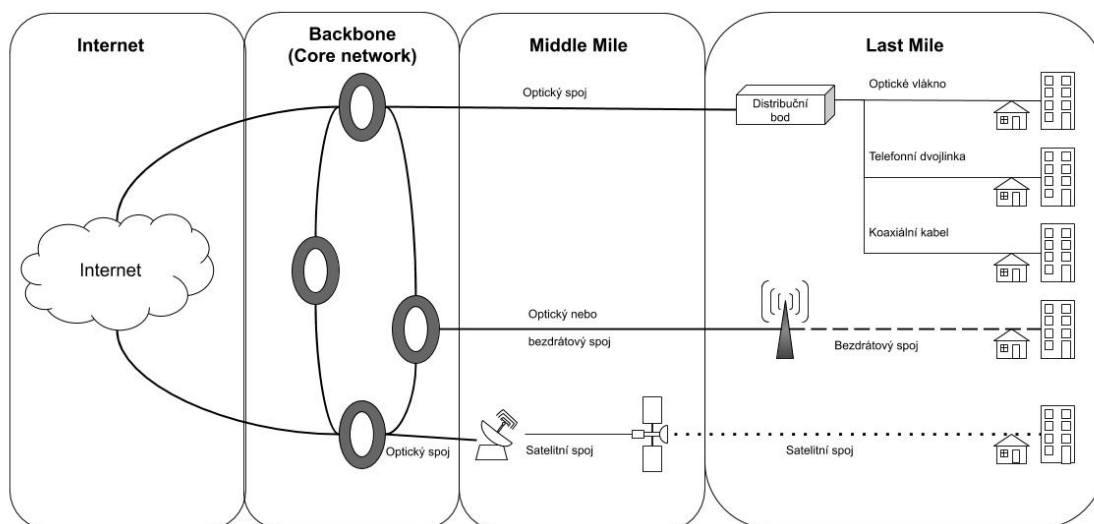 Internet
Backbone
(Core network)
Middle Mile
Last Mile
Optický spoj
Distribuční
bod
Optické vlákno
Telefonní dvojlinka
Koaxiální kabel
Internet
Optický nebo
bezdrátový spoj
Bezdrátový spoj
Optický spoj
Satelitní spoj
Satelitní spoj